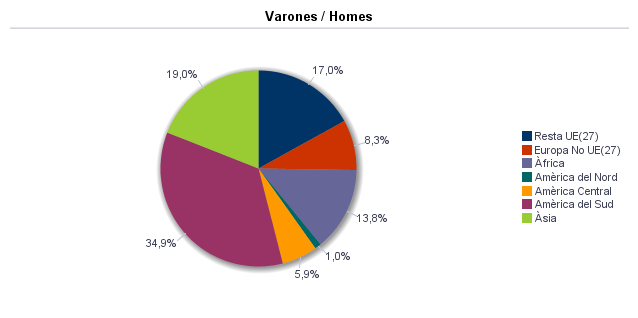 Varones / Homes
19,0%
17,0%
8,3%
13,8%
1,0%
5,9%
34,9%
Resta UE(27)
Europa No UE(27)
Àfrica
Amèrica del Nord
Amèrica Central
Amèrica del Sud
Àsia